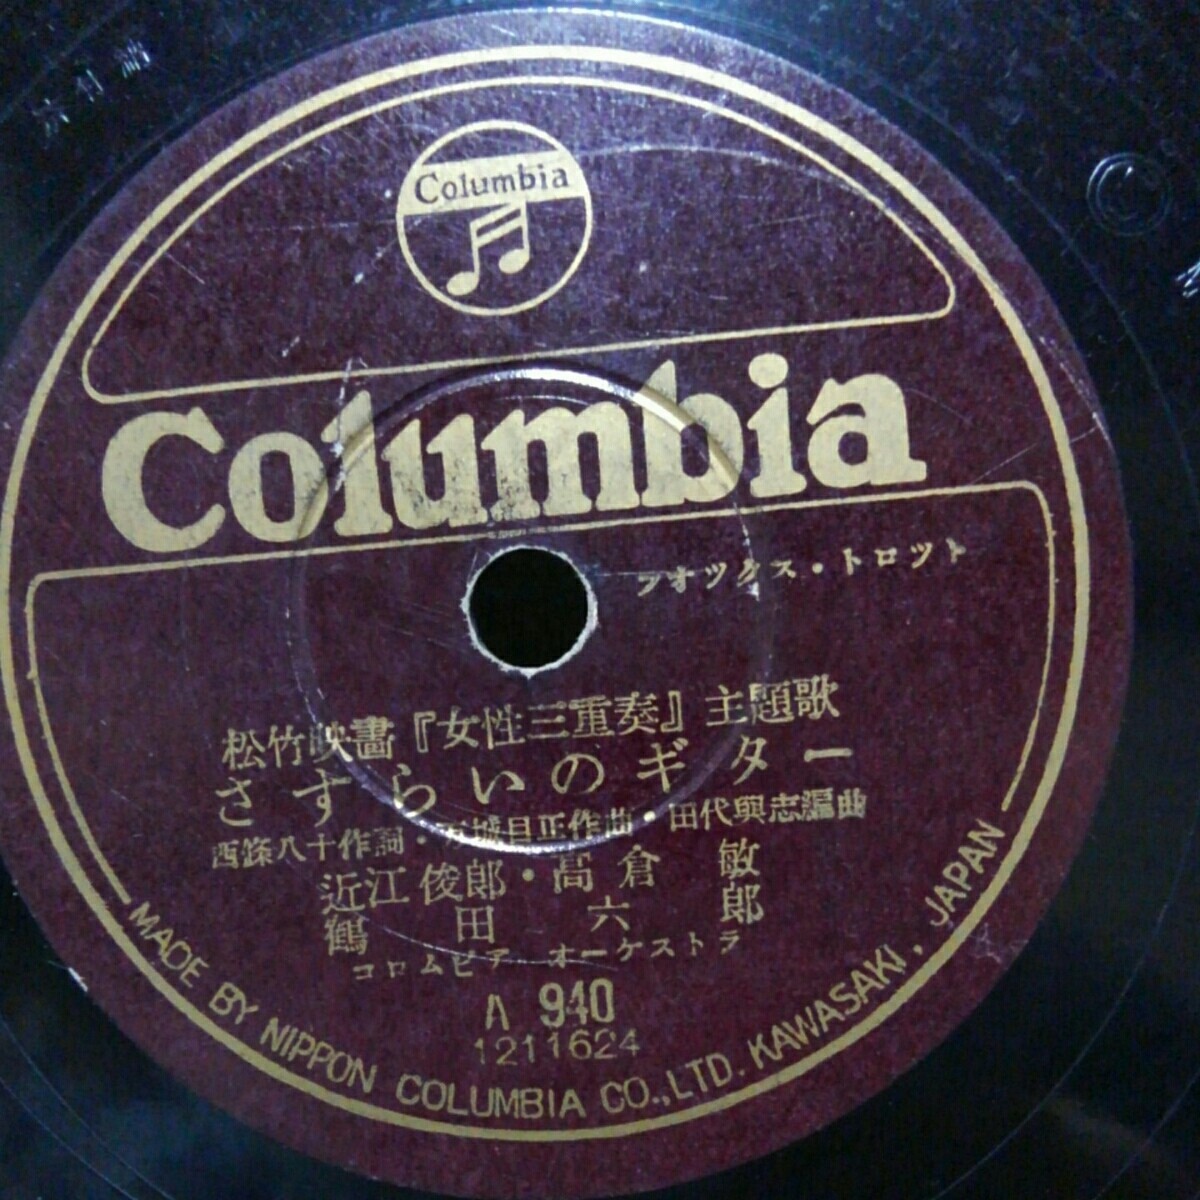 Columbia
Columbia
フオツクス・トロツト
松竹映畫『女性三重奏』主題歌
さすらいのギター
西條八十作詞・万城目正作曲・田代與志編曲
近江俊郎・高倉 敏
鶴田六郎
コロムビア オーケストラ
A 940
1211624
MADE BY NIPPON COLUMBIA CO., LTD. KAWASAKI, JAPAN
C